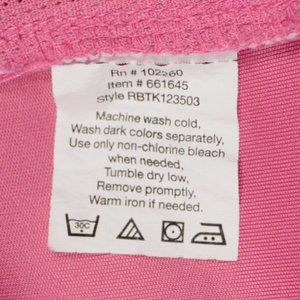 Rn # 102260
Item # 661645
Style RBTK123503
Machine wash cold,
Wash dark colors separately,
Use only non-chlorine bleach
when needed,
Tumble dry low,
Remove promptly,
Warm iron if needed.
30C